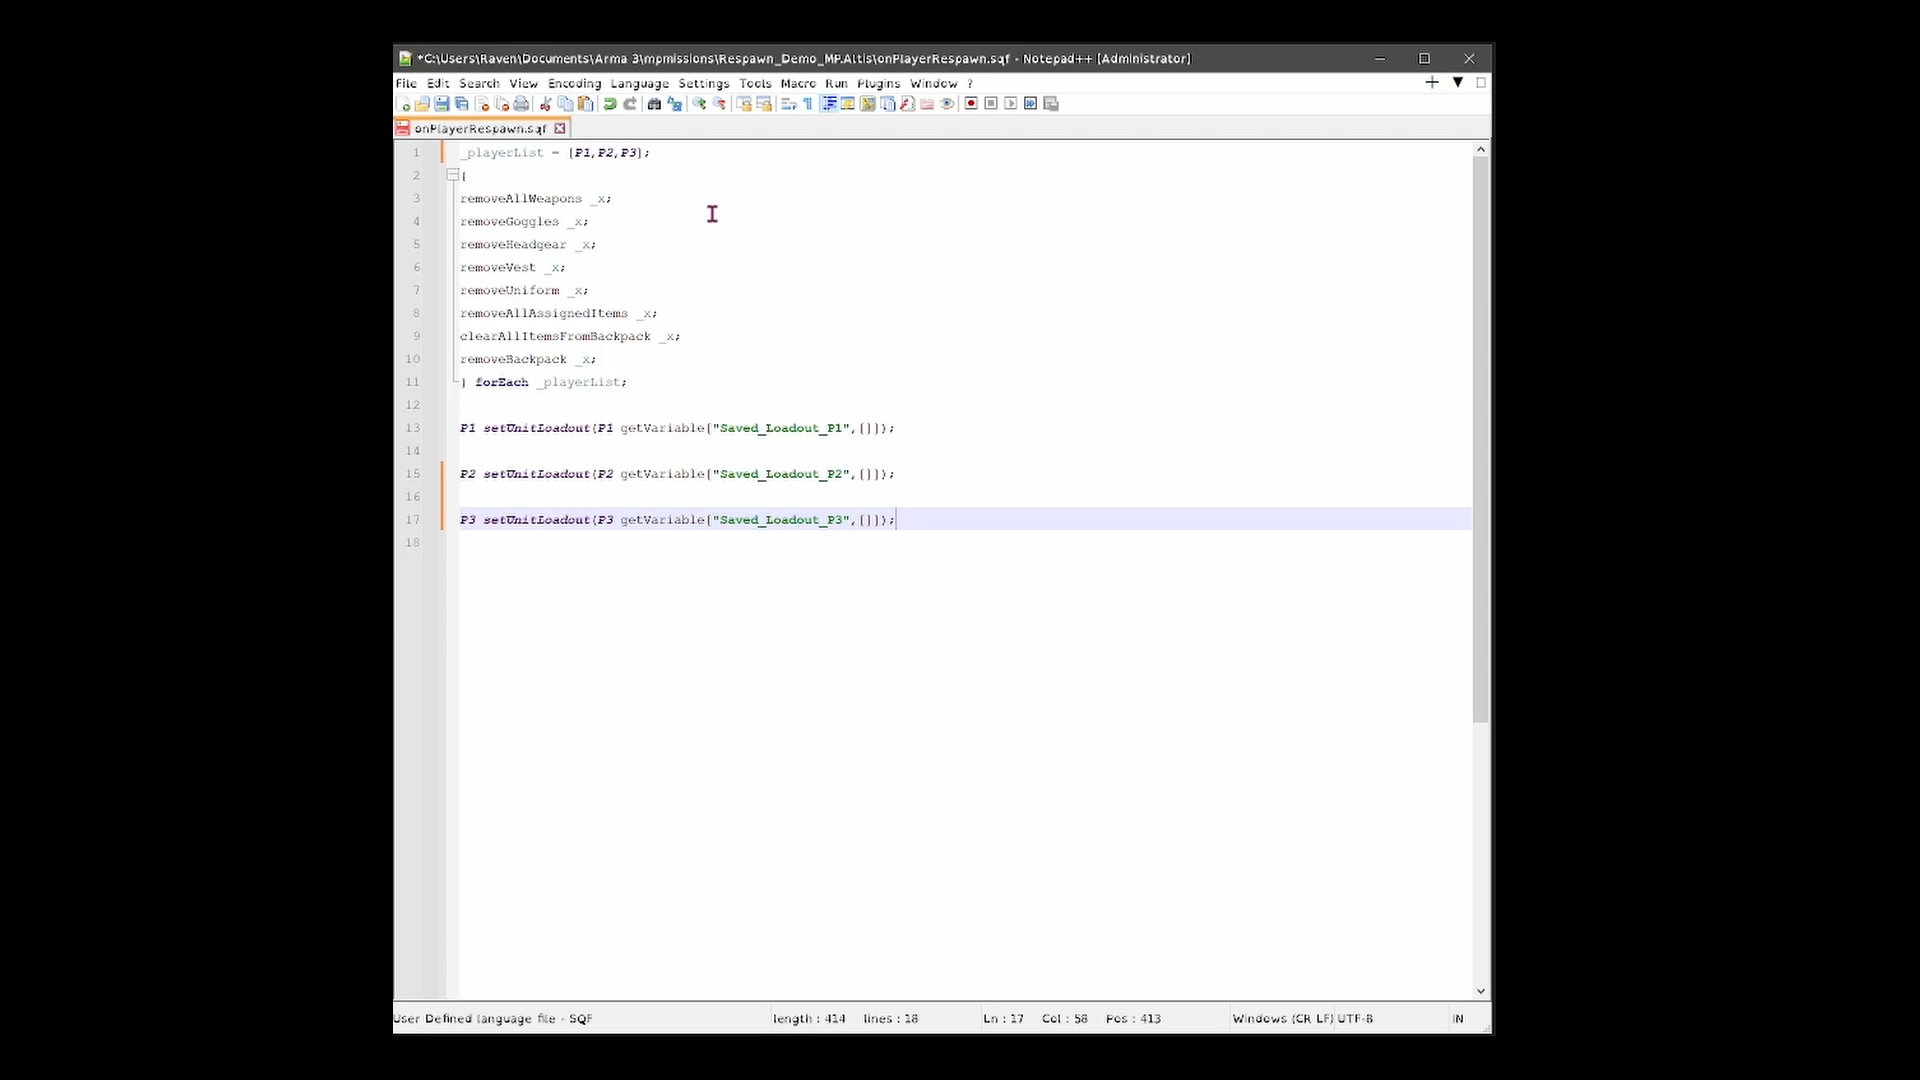 *C:\Users\Raven\Documents\Arma 3\mpmissions\Respawn_Demo_MP.Altis\onPlayerRespawn.sqf - Notepad++ [Administrator]
File Edit Search View Encoding Language Settings Tools Macro Run Plugins Window ?
onPlayerRespawn.sqf
1 _playerList = [P1,P2,P3];
2 {
3 removeAllWeapons _x;
4 removeGoggles _x;
5 removeHeadgear _x;
6 removeVest _x;
7 removeUniform _x;
8 removeAllAssignedItems _x;
9 clearAllItemsFromBackpack _x;
10 removeBackpack _x;
11 } forEach _playerList;
12
13 P1 setUnitLoadout(P1 getVariable["Saved_Loadout_P1",[]]);
14
15 P2 setUnitLoadout(P2 getVariable["Saved_Loadout_P2",[]]);
16
17 P3 setUnitLoadout(P3 getVariable["Saved_Loadout_P3",[]]);
18
User Defined language file - SQF length : 414 lines : 18 Ln : 17 Col : 58 Pos : 413 Windows (CR LF) UTF-8 IN